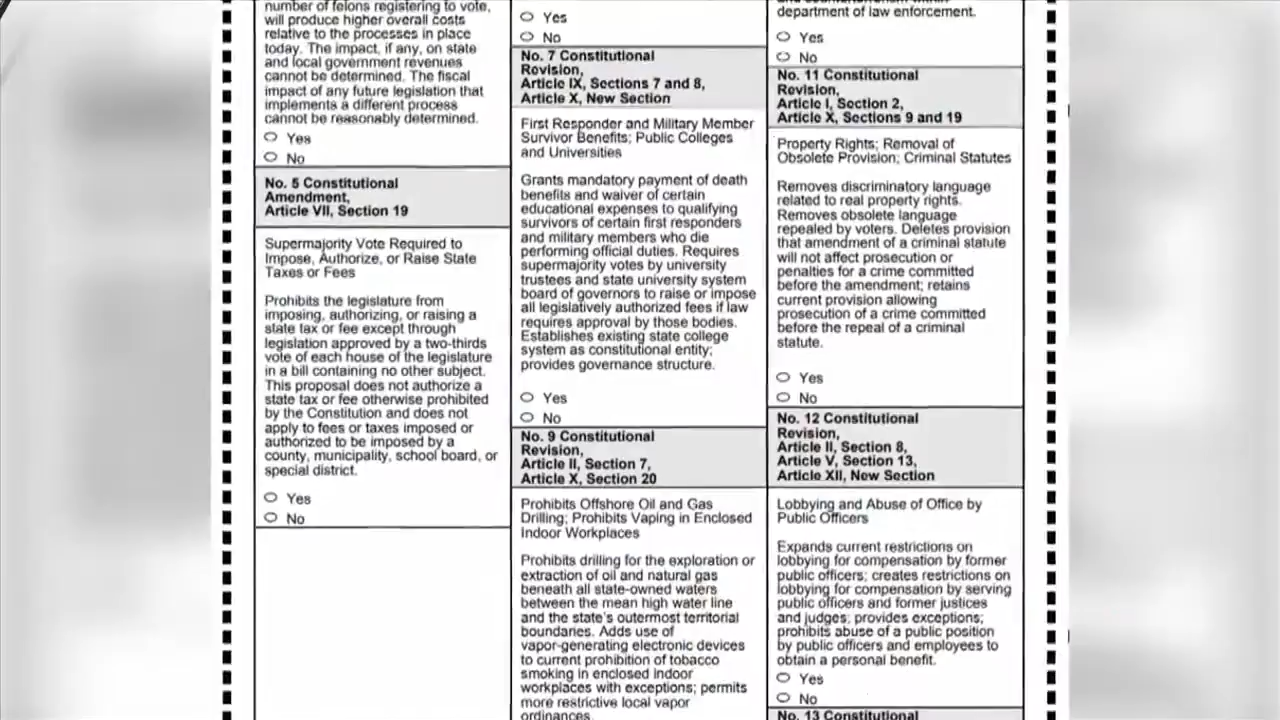 number of felons registering to vote,
will produce higher overall costs
relative to the processes in place
today. The impact, if any, on state
and local government revenues
cannot be determined. The fiscal
impact of any future legislation that
implements a different process
cannot be reasonably determined.
Yes
No
No. 5 Constitutional
Amendment,
Article VII, Section 19
Supermajority Vote Required to
Impose, Authorize, or Raise State
Taxes or Fees
Prohibits the legislature from
imposing, authorizing, or raising a
state tax or fee except through
legislation approved by a two-thirds
vote of each house of the legislature
in a bill containing no other subject.
This proposal does not authorize a
state tax or fee otherwise prohibited
by the Constitution and does not
apply to fees or taxes imposed or
authorized to be imposed by a
county, municipality, school board, or
special district.
Yes
No
Yes
No
No. 7 Constitutional
Revision,
Article IX, Sections 7 and 8,
Article X, New Section
First Responder and Military Member
Survivor Benefits; Public Colleges
and Universities
Grants mandatory payment of death
benefits and waiver of certain
educational expenses to qualifying
survivors of certain first responders
and military members who die
performing official duties. Requires
supermajority votes by university
trustees and state university system
board of governors to raise or impose
all legislatively authorized fees if law
requires approval by those bodies.
Establishes existing state college
system as constitutional entity;
provides governance structure.
Yes
No
No. 9 Constitutional
Revision,
Article II, Section 7,
Article X, Section 20
Prohibits Offshore Oil and Gas
Drilling; Prohibits Vaping in Enclosed
Indoor Workplaces
Prohibits drilling for the exploration or
extraction of oil and natural gas
beneath all state-owned waters
between the mean high water line
and the state's outermost territorial
boundaries. Adds use of
vapor-generating electronic devices
to current prohibition of tobacco
smoking in enclosed indoor
workplaces with exceptions; permits
more restrictive local vapor
ordinances.
department of law enforcement.
Yes
No
No. 11 Constitutional
Revision,
Article I, Section 2,
Article X, Sections 9 and 19
Property Rights; Removal of
Obsolete Provision; Criminal Statutes
Removes discriminatory language
related to real property rights.
Removes obsolete language
repealed by voters. Deletes provision
that amendment of a criminal statute
will not affect prosecution or
penalties for a crime committed
before the amendment; retains
current provision allowing
prosecution of a crime committed
before the repeal of a criminal
statute.
Yes
No
No. 12 Constitutional
Revision,
Article II, Section 8,
Article V, Section 13,
Article XII, New Section
Lobbying and Abuse of Office by
Public Officers
Expands current restrictions on
lobbying for compensation by former
public officers; creates restrictions on
lobbying for compensation by serving
public officers and former justices
and judges; provides exceptions;
prohibits abuse of a public position
by public officers and employees to
obtain a personal benefit.
Yes
No
No. 13 Constitutional